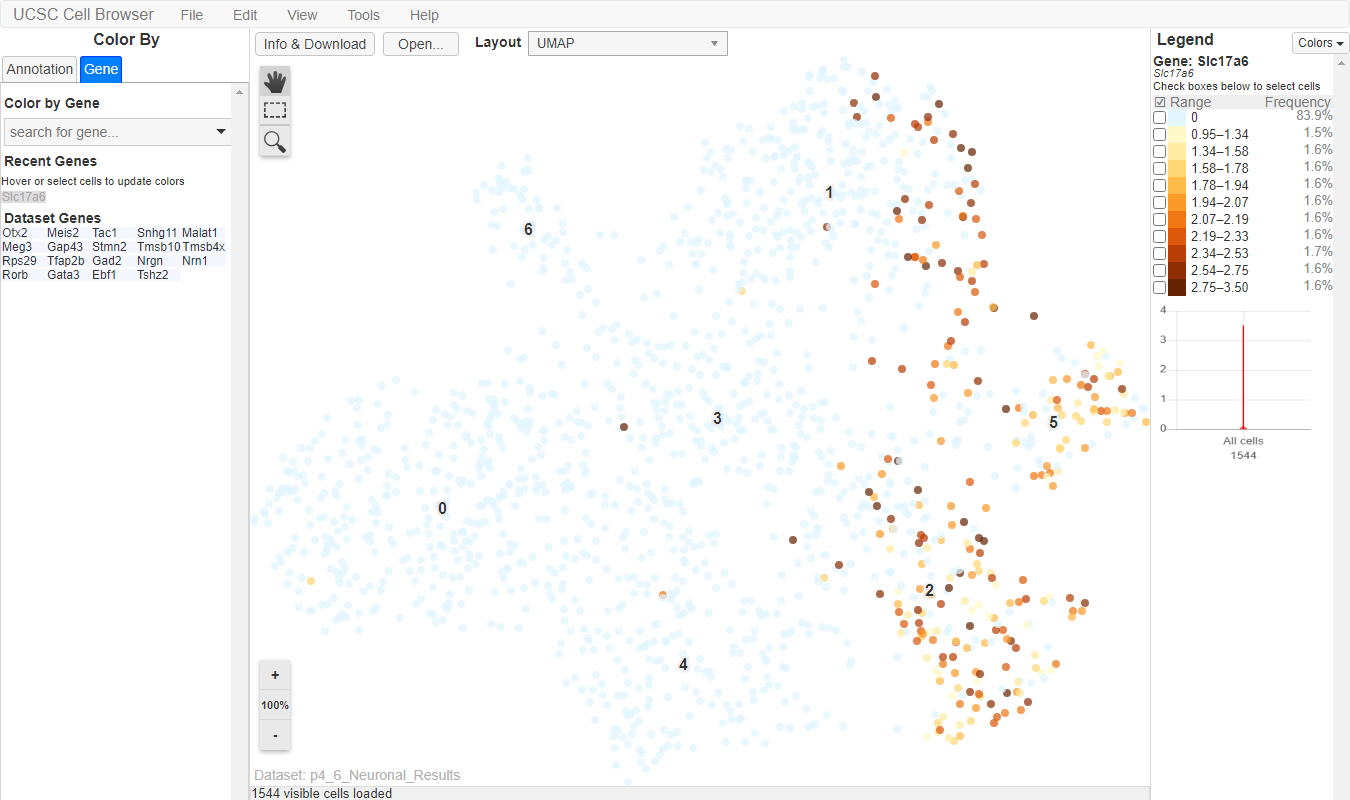 UCSC Cell Browser File Edit View Tools Help
Color By
Annotation Gene
Color by Gene
search for gene...
Recent Genes
Hover or select cells to update colors
Slc17a6
Dataset Genes
Otx2 Meis2 Tac1 Snhg11 Malat1
Meg3 Gap43 Stmn2 Tmsb10 Tmsb4x
Rps29 Tfap2b Gad2 Nrgn Nrn1
Rorb Gata3 Ebf1 Tshz2
Info & Download Open... Layout UMAP
1
6
3
5
0
2
4
+
100%
-
Dataset: p4_6_Neuronal_Results
1544 visible cells loaded
Legend Colors
Gene: Slc17a6
Slc17a6
Check boxes below to select cells
Range Frequency
0 83.9%
0.95–1.34 1.5%
1.34–1.58 1.6%
1.58–1.78 1.6%
1.78–1.94 1.6%
1.94–2.07 1.6%
2.07–2.19 1.6%
2.19–2.33 1.6%
2.34–2.53 1.7%
2.54–2.75 1.6%
2.75–3.50 1.6%
4
3
2
1
0
All cells
1544